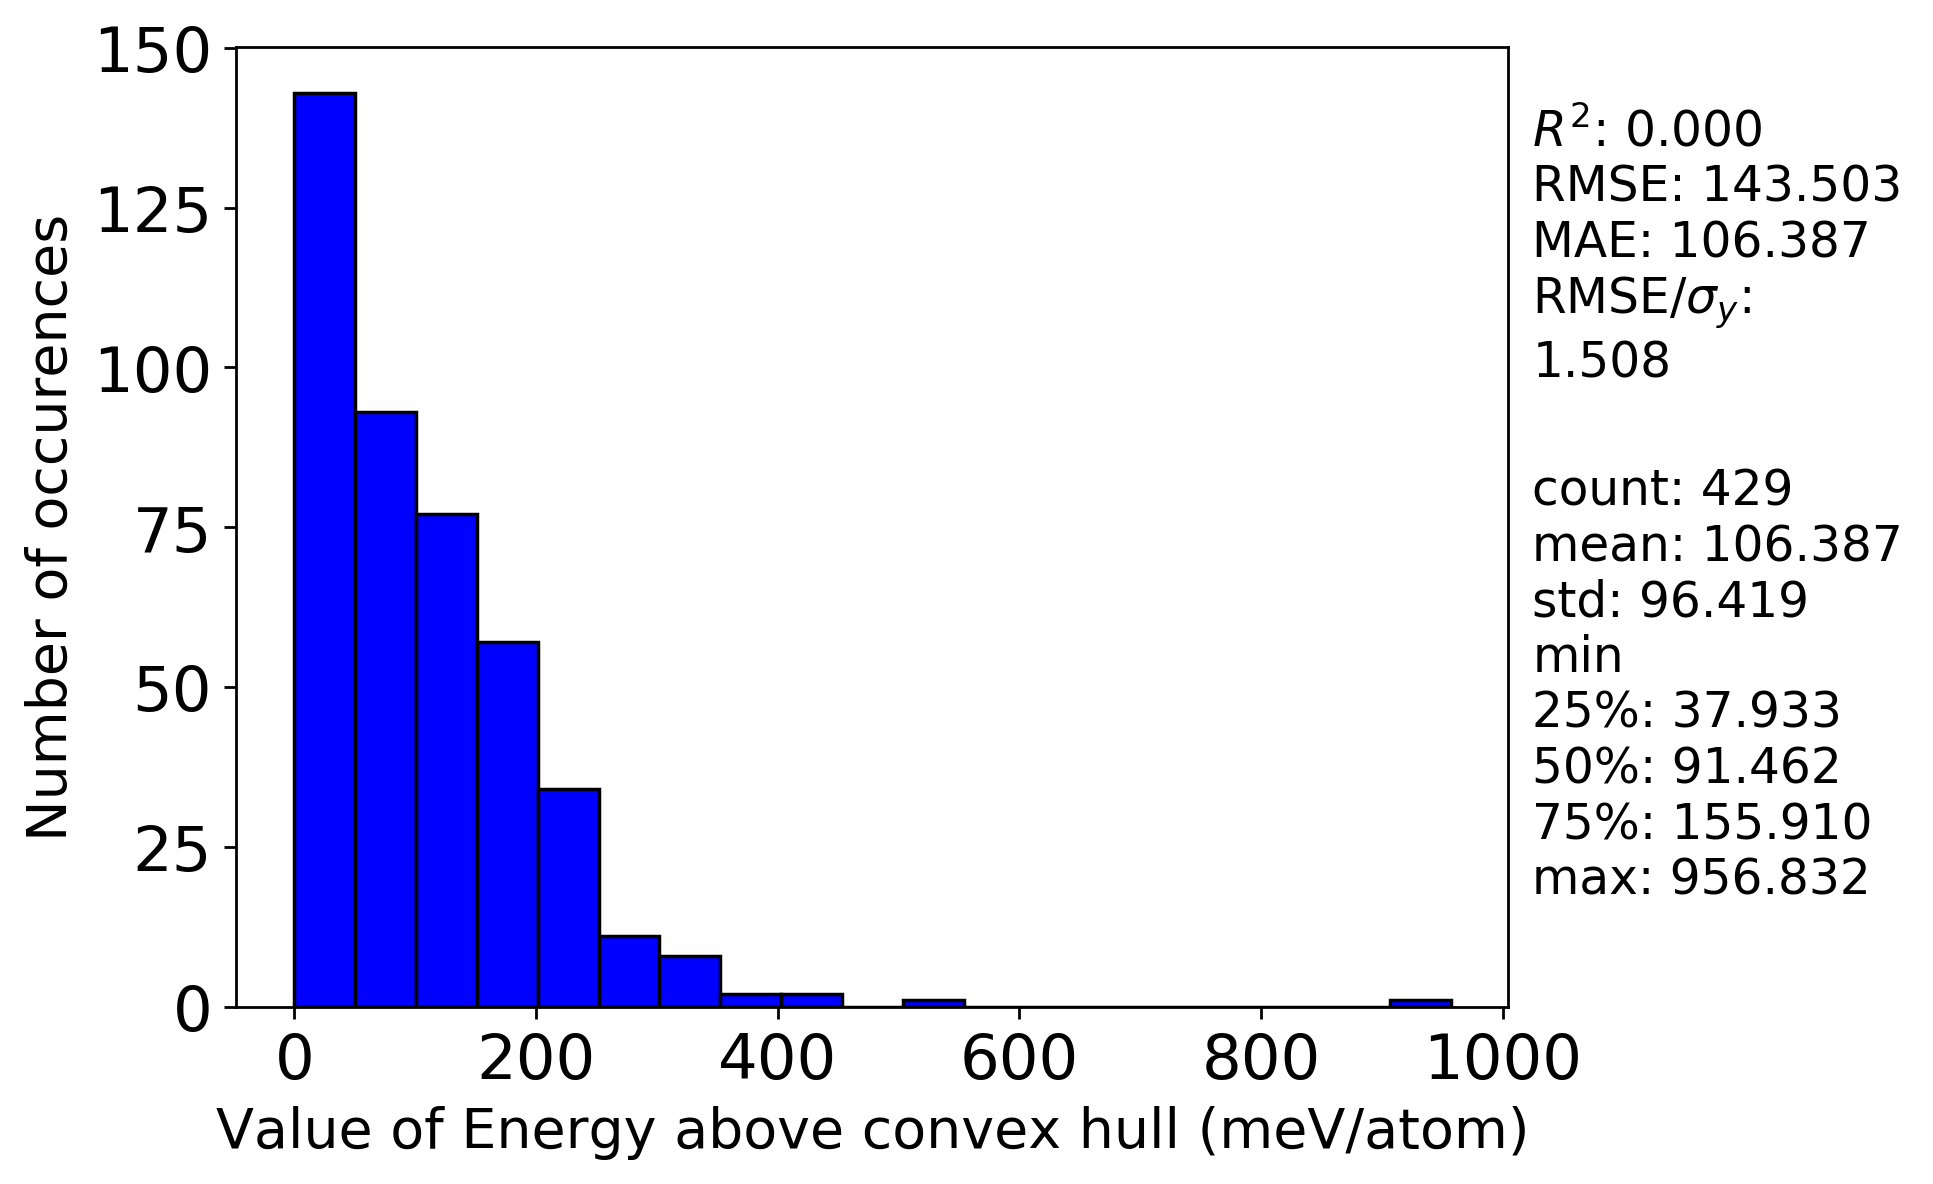 150
125
100
75
50
25
0
Number of occurences
0 200 400 600 800 1000
Value of Energy above convex hull (meV/atom)
R²: 0.000
RMSE: 143.503
MAE: 106.387
RMSE/σy:
1.508
count: 429
mean: 106.387
std: 96.419
min
25%: 37.933
50%: 91.462
75%: 155.910
max: 956.832